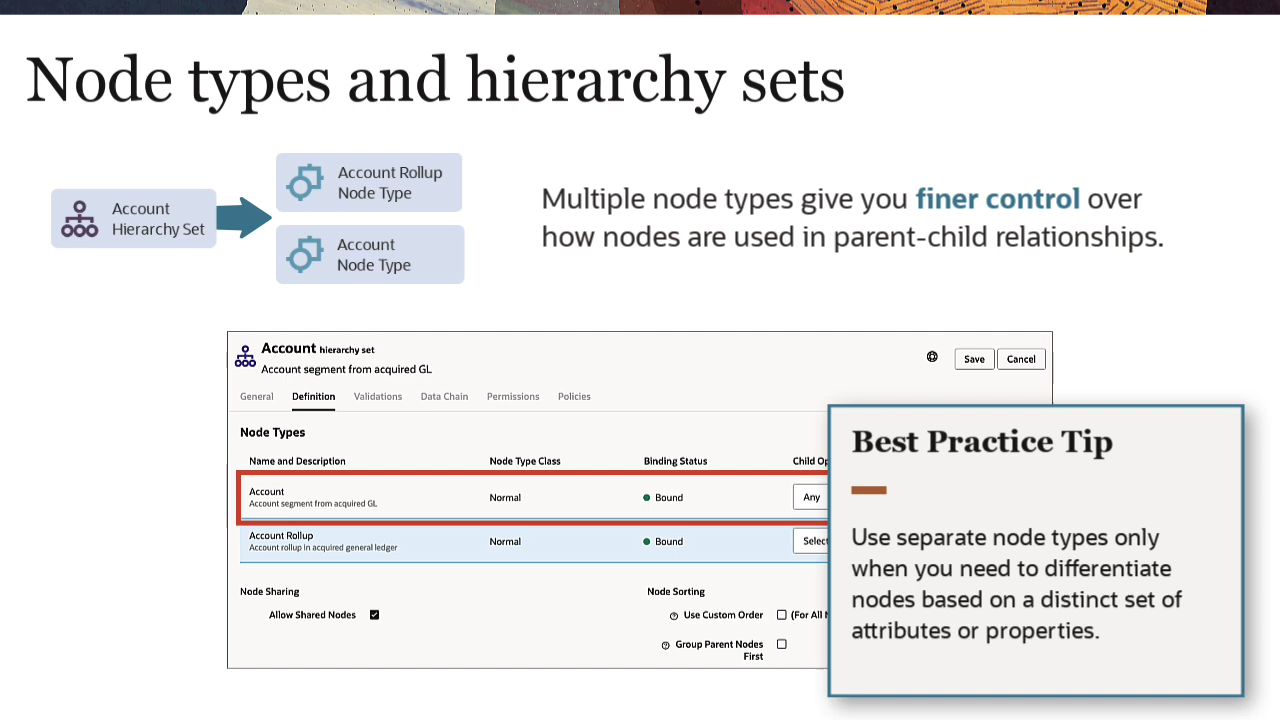 Node types and hierarchy sets
Account
Hierarchy Set
Account Rollup
Node Type
Account
Node Type
Multiple node types give you finer control over
how nodes are used in parent-child relationships.
Account hierarchy set
Account segment from acquired GL
Save Cancel
General Definition Validations Data Chain Permissions Policies
Node Types
Name and Description Node Type Class Binding Status Child Op
Account
Account segment from acquired GL
Normal Bound Any
Account Rollup
Account rollup in acquired general ledger
Normal Bound Select
Node Sharing Node Sorting
Allow Shared Nodes Use Custom Order (For All N
Group Parent Nodes
First
Best Practice Tip
Use separate node types only
when you need to differentiate
nodes based on a distinct set of
attributes or properties.